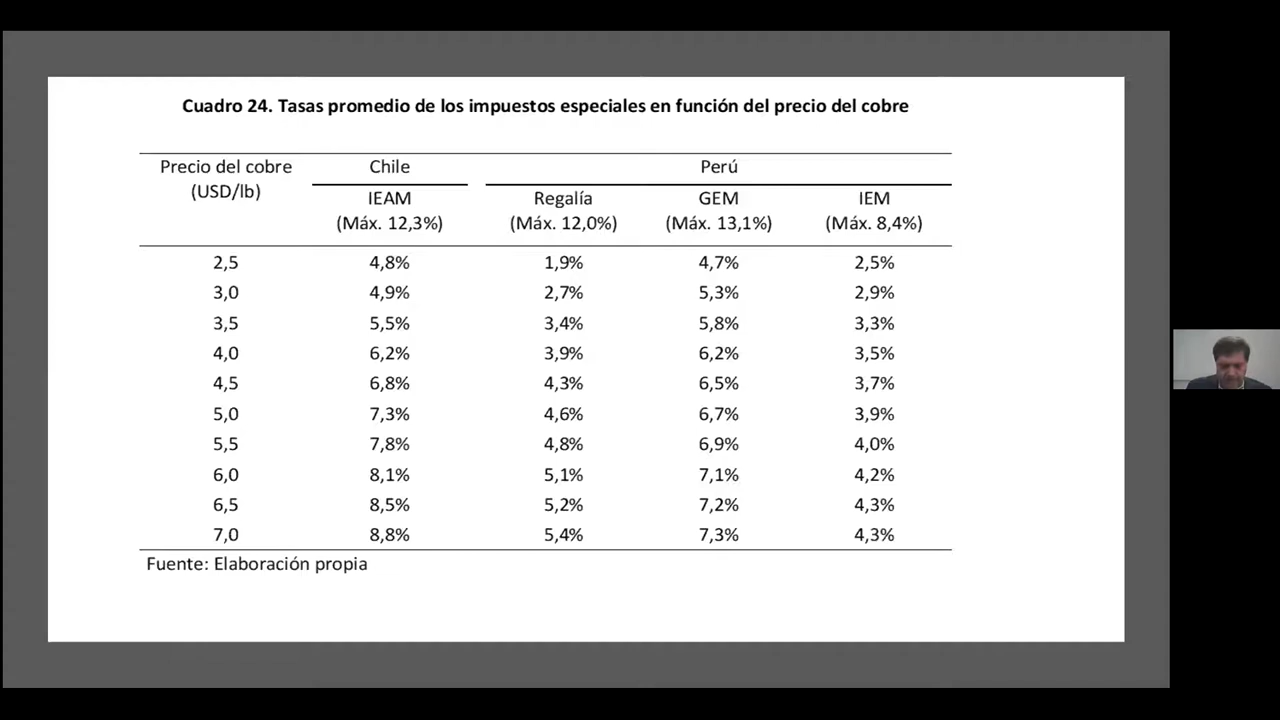 Cuadro 24. Tasas promedio de los impuestos especiales en función del precio del cobre
Precio del cobre Chile Perú
(USD/lb) IEAM Regalía GEM IEM
(Máx. 12,3%) (Máx. 12,0%) (Máx. 13,1%) (Máx. 8,4%)
2,5 4,8% 1,9% 4,7% 2,5%
3,0 4,9% 2,7% 5,3% 2,9%
3,5 5,5% 3,4% 5,8% 3,3%
4,0 6,2% 3,9% 6,2% 3,5%
4,5 6,8% 4,3% 6,5% 3,7%
5,0 7,3% 4,6% 6,7% 3,9%
5,5 7,8% 4,8% 6,9% 4,0%
6,0 8,1% 5,1% 7,1% 4,2%
6,5 8,5% 5,2% 7,2% 4,3%
7,0 8,8% 5,4% 7,3% 4,3%
Fuente: Elaboración propia